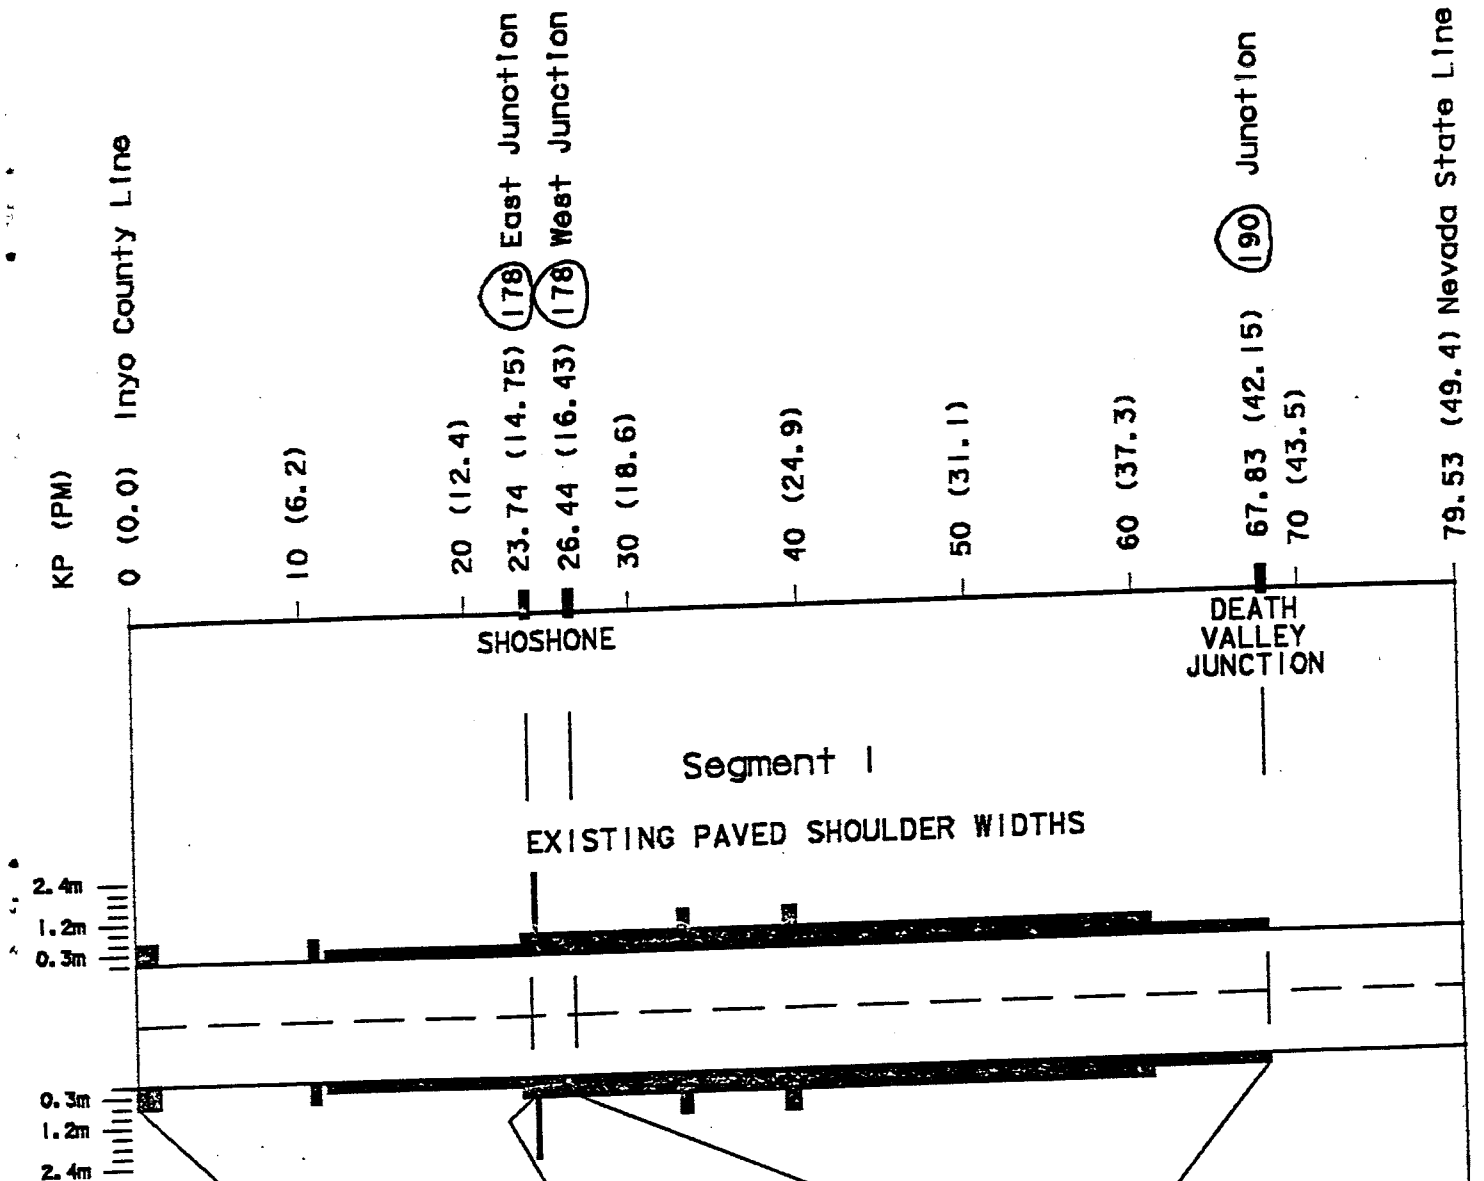 KP (PM)
0 (0.0) Inyo County Line
10 (6.2)
20 (12.4)
23.74 (14.75) 178 East Junotion
26.44 (16.43) 178 West Junction
30 (18.6)
40 (24.9)
50 (31.1)
60 (37.3)
67.83 (42.15) 190 Junotion
70 (43.5)
79.53 (49.4) Nevada State Line
SHOSHONE
DEATH
VALLEY
JUNCTION
Segment 1
EXISTING PAVED SHOULDER WIDTHS
2.4m
1.2m
0.3m
0.3m
1.2m
2.4m